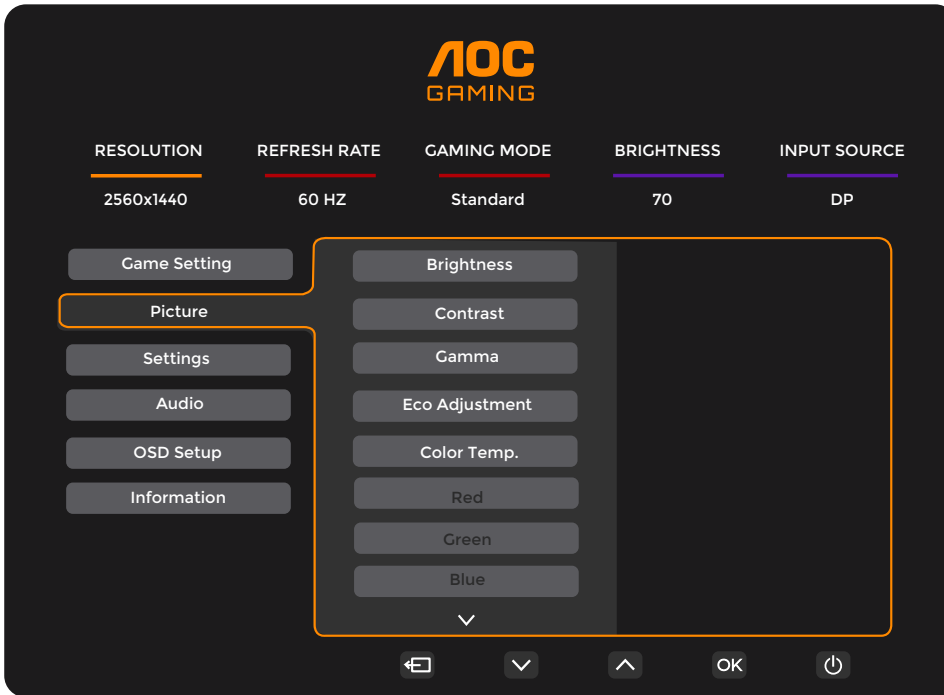 AOC
GAMING
RESOLUTION REFRESH RATE GAMING MODE BRIGHTNESS INPUT SOURCE
2560x1440 60 HZ Standard 70 DP
Game Setting
Picture
Settings
Audio
OSD Setup
Information
Brightness
Contrast
Gamma
Eco Adjustment
Color Temp.
Red
Green
Blue
OK